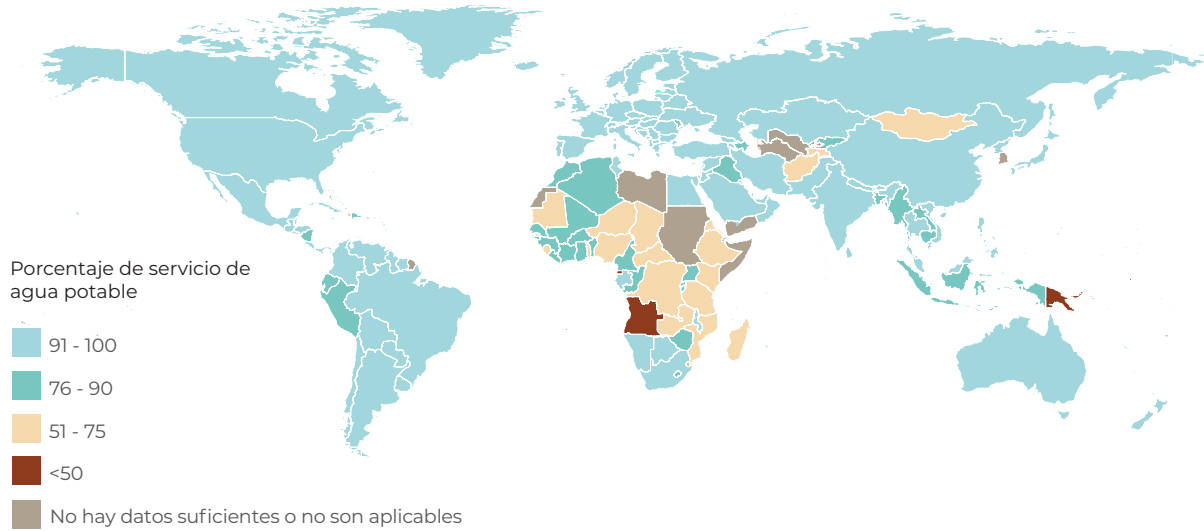 Porcentaje de servicio de
agua potable
91 - 100
76 - 90
51 - 75
<50
No hay datos suficientes o no son aplicables